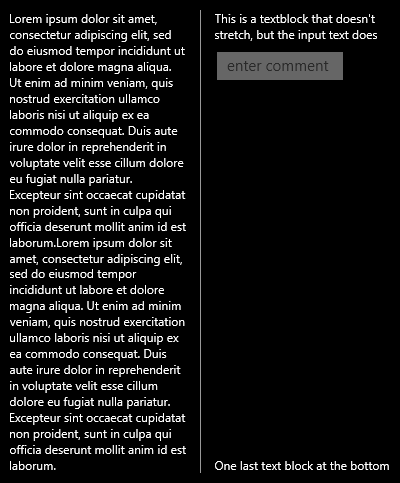 Lorem ipsum dolor sit amet,
consectetur adipiscing elit, sed
do eiusmod tempor incididunt ut
labore et dolore magna aliqua.
Ut enim ad minim veniam, quis
nostrud exercitation ullamco
laboris nisi ut aliquip ex ea
commodo consequat. Duis aute
irure dolor in reprehenderit in
voluptate velit esse cillum dolore
eu fugiat nulla pariatur.
Excepteur sint occaecat cupidatat
non proident, sunt in culpa qui
officia deserunt mollit anim id est
laborum.Lorem ipsum dolor sit
amet, consectetur adipiscing elit,
sed do eiusmod tempor
incididunt ut labore et dolore
magna aliqua. Ut enim ad minim
veniam, quis nostrud exercitation
ullamco laboris nisi ut aliquip ex
ea commodo consequat. Duis
aute irure dolor in reprehenderit
in voluptate velit esse cillum
dolore eu fugiat nulla pariatur.
Excepteur sint occaecat cupidatat
non proident, sunt in culpa qui
officia deserunt mollit anim id est
laborum.
This is a textblock that doesn't
stretch, but the input text does
enter comment
One last text block at the bottom